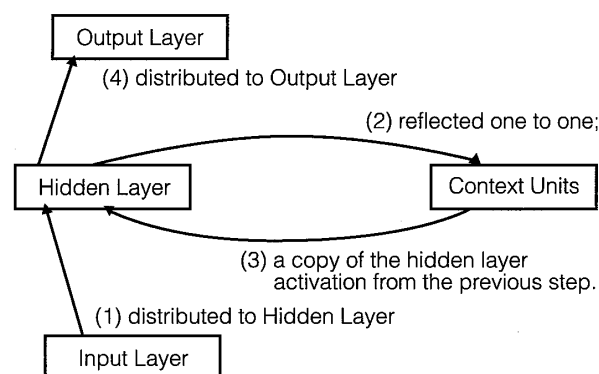 Output Layer
(4) distributed to Output Layer
(2) reflected one to one;
Hidden Layer
Context Units
(3) a copy of the hidden layer
activation from the previous step.
(1) distributed to Hidden Layer
Input Layer